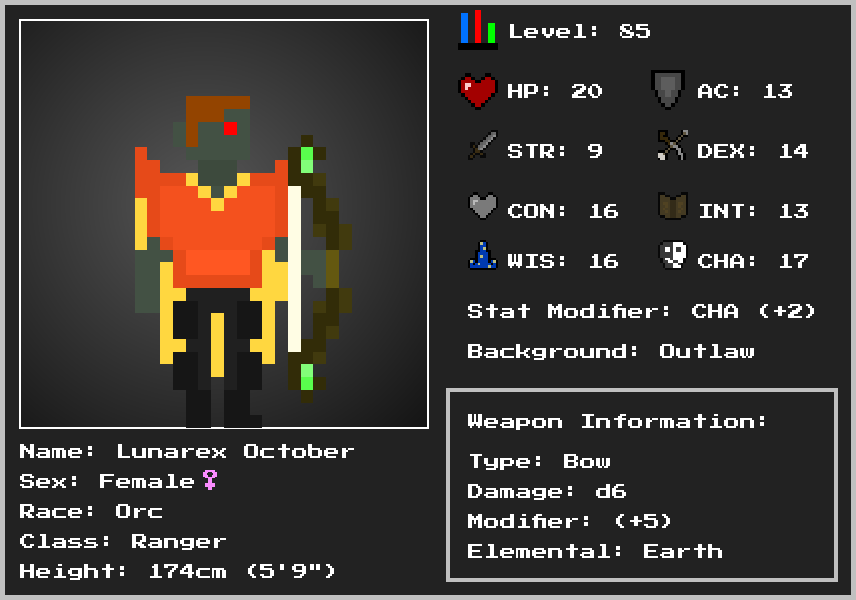 Level: 85
HP: 20
AC: 13
STR: 9
DEX: 14
CON: 16
INT: 13
WIS: 16
CHA: 17
Stat Modifier: CHA (+2)
Background: Outlaw
Weapon Information:
Type: Bow
Damage: d6
Modifier: (+5)
Elemental: Earth
Name: Lunarex October
Sex: Female♀
Race: Orc
Class: Ranger
Height: 174cm (5'9")